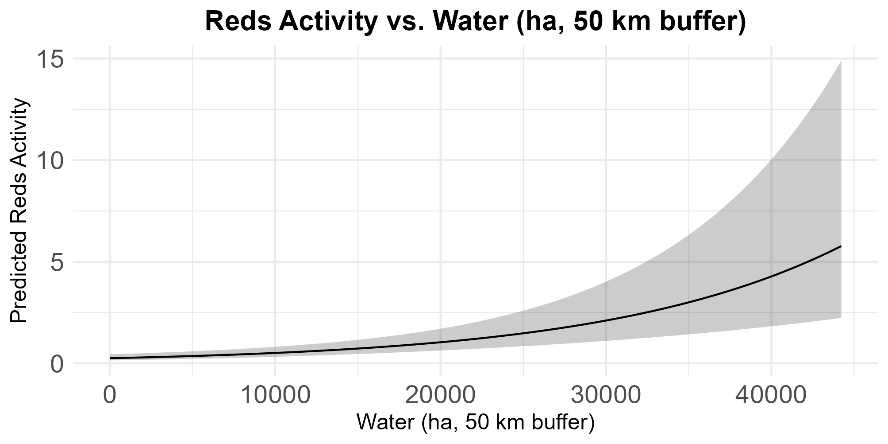 Reds Activity vs. Water (ha, 50 km buffer)
Predicted Reds Activity
15
10
5
0
0 10000 20000 30000 40000
Water (ha, 50 km buffer)